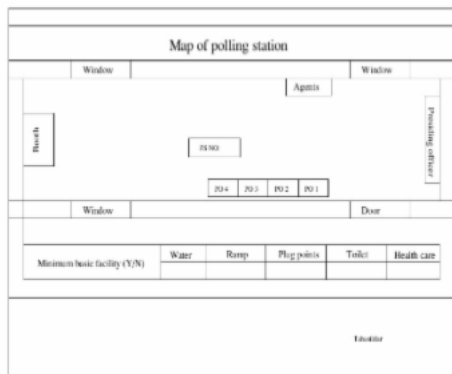 Map of polling station
Window Window
Agents
Booth
Presiding officer
PO 4 PO 3 PO 2 PO 1
Window Door
Minimum basic facility (Y/N) Water Ramp Plug points Toilet Health care